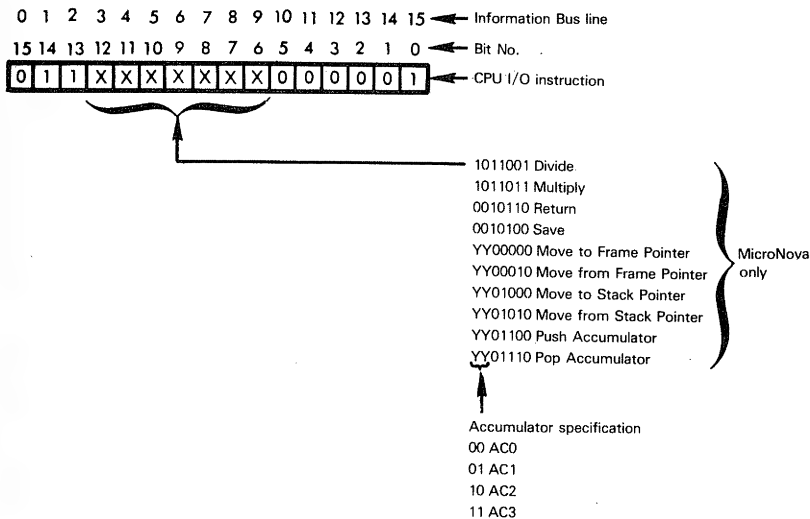 0 1 2 3 4 5 6 7 8 9 10 11 12 13 14 15 Information Bus line
15 14 13 12 11 10 9 8 7 6 5 4 3 2 1 0 Bit No.
0 1 1 X X X X X X X 0 0 0 0 0 1 CPU I/O instruction
1011001 Divide
1011011 Multiply
0010110 Return
0010100 Save
YY00000 Move to Frame Pointer
YY00010 Move from Frame Pointer
YY01000 Move to Stack Pointer
YY01010 Move from Stack Pointer
YY01100 Push Accumulator
YY01110 Pop Accumulator
MicroNova
only
Accumulator specification
00 AC0
01 AC1
10 AC2
11 AC3